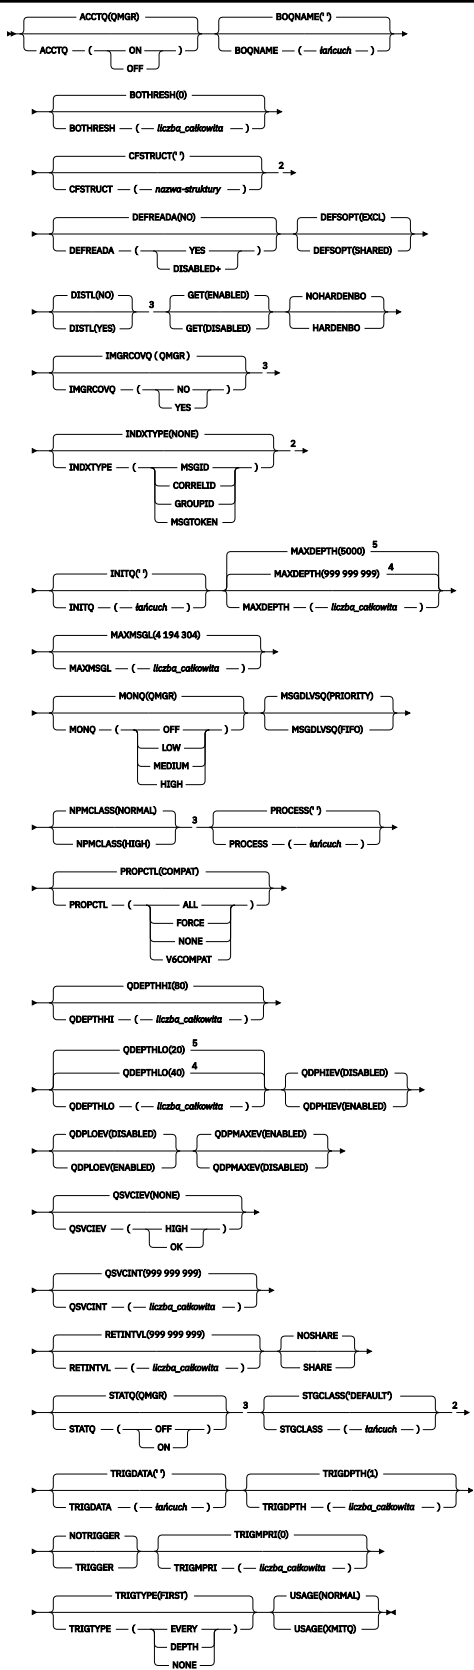 ACCTQ(QMGR) BOQNAME(' ')
ACCTQ ( ON ) BOQNAME ( łańcuch )
OFF
BOTHRESH(0)
BOTHRESH ( liczba_całkowita )
CFSTRUCT(' ') 2
CFSTRUCT ( nazwa-struktury )
DEFREADA(NO) DEFSOPT(EXCL)
DEFREADA ( YES ) DEFSOPT(SHARED)
DISABLED+
DISTL(NO) 3 GET(ENABLED) NOHARDENBO
DISTL(YES) GET(DISABLED) HARDENBO
IMGRCOVQ ( QMGR ) 3
IMGRCOVQ ( NO )
YES
INDXTYPE(NONE) 2
INDXTYPE ( MSGID )
CORRELID
GROUPID
MSGTOKEN
MAXDEPTH(5000) 5
INITQ(' ') MAXDEPTH(999 999 999) 4
INITQ ( łańcuch ) MAXDEPTH ( liczba_całkowita )
MAXMSGL(4 194 304)
MAXMSGL ( liczba_całkowita )
MONQ(QMGR) MSGDLVSQ(PRIORITY)
MONQ ( OFF ) MSGDLVSQ(FIFO)
LOW
MEDIUM
HIGH
NPMCLASS(NORMAL) 3 PROCESS(' ')
NPMCLASS(HIGH) PROCESS ( łańcuch )
PROPCTL(COMPAT)
PROPCTL ( ALL )
FORCE
NONE
V6COMPAT
QDEPTHHI(80)
QDEPTHHI ( liczba_całkowita )
QDEPTHLO(20) 5
QDEPTHLO(40) 4 QDPHIEV(DISABLED)
QDEPTHLO ( liczba_całkowita ) QDPHIEV(ENABLED)
QDPLOEV(DISABLED) QDPMAXEV(ENABLED)
QDPLOEV(ENABLED) QDPMAXEV(DISABLED)
QSVCIEV(NONE)
QSVCIEV ( HIGH )
OK
QSVCINT(999 999 999)
QSVCINT ( liczba_całkowita )
RETINTVL(999 999 999) NOSHARE
RETINTVL ( liczba_całkowita ) SHARE
STATQ(QMGR) 3 STGCLASS('DEFAULT') 2
STATQ ( OFF ) STGCLASS ( łańcuch )
ON
TRIGDATA(' ') TRIGDPTH(1)
TRIGDATA ( łańcuch ) TRIGDPTH ( liczba_całkowita )
NOTRIGGER TRIGMPRI(0)
TRIGGER TRIGMPRI ( liczba_całkowita )
TRIGTYPE(FIRST) USAGE(NORMAL)
TRIGTYPE ( EVERY ) USAGE(XMITQ)
DEPTH
NONE